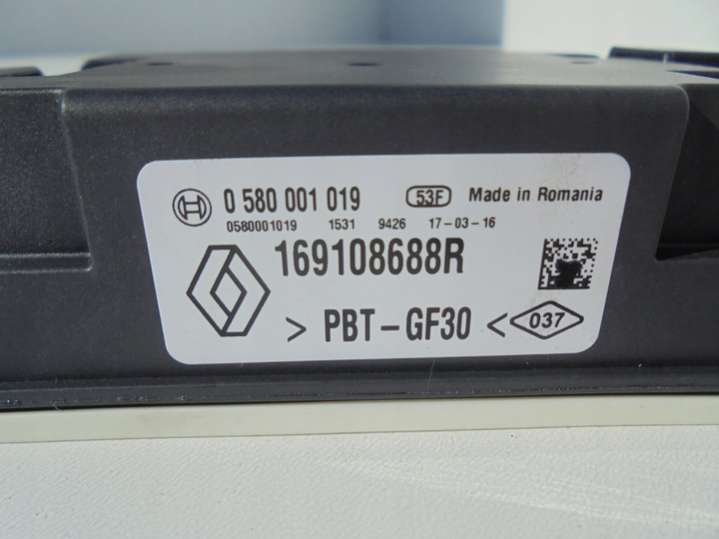 0 580 001 019 53F Made in Romania
0580001019 1531 9426 17-03-16
169108688R
> PBT-GF30 < 037